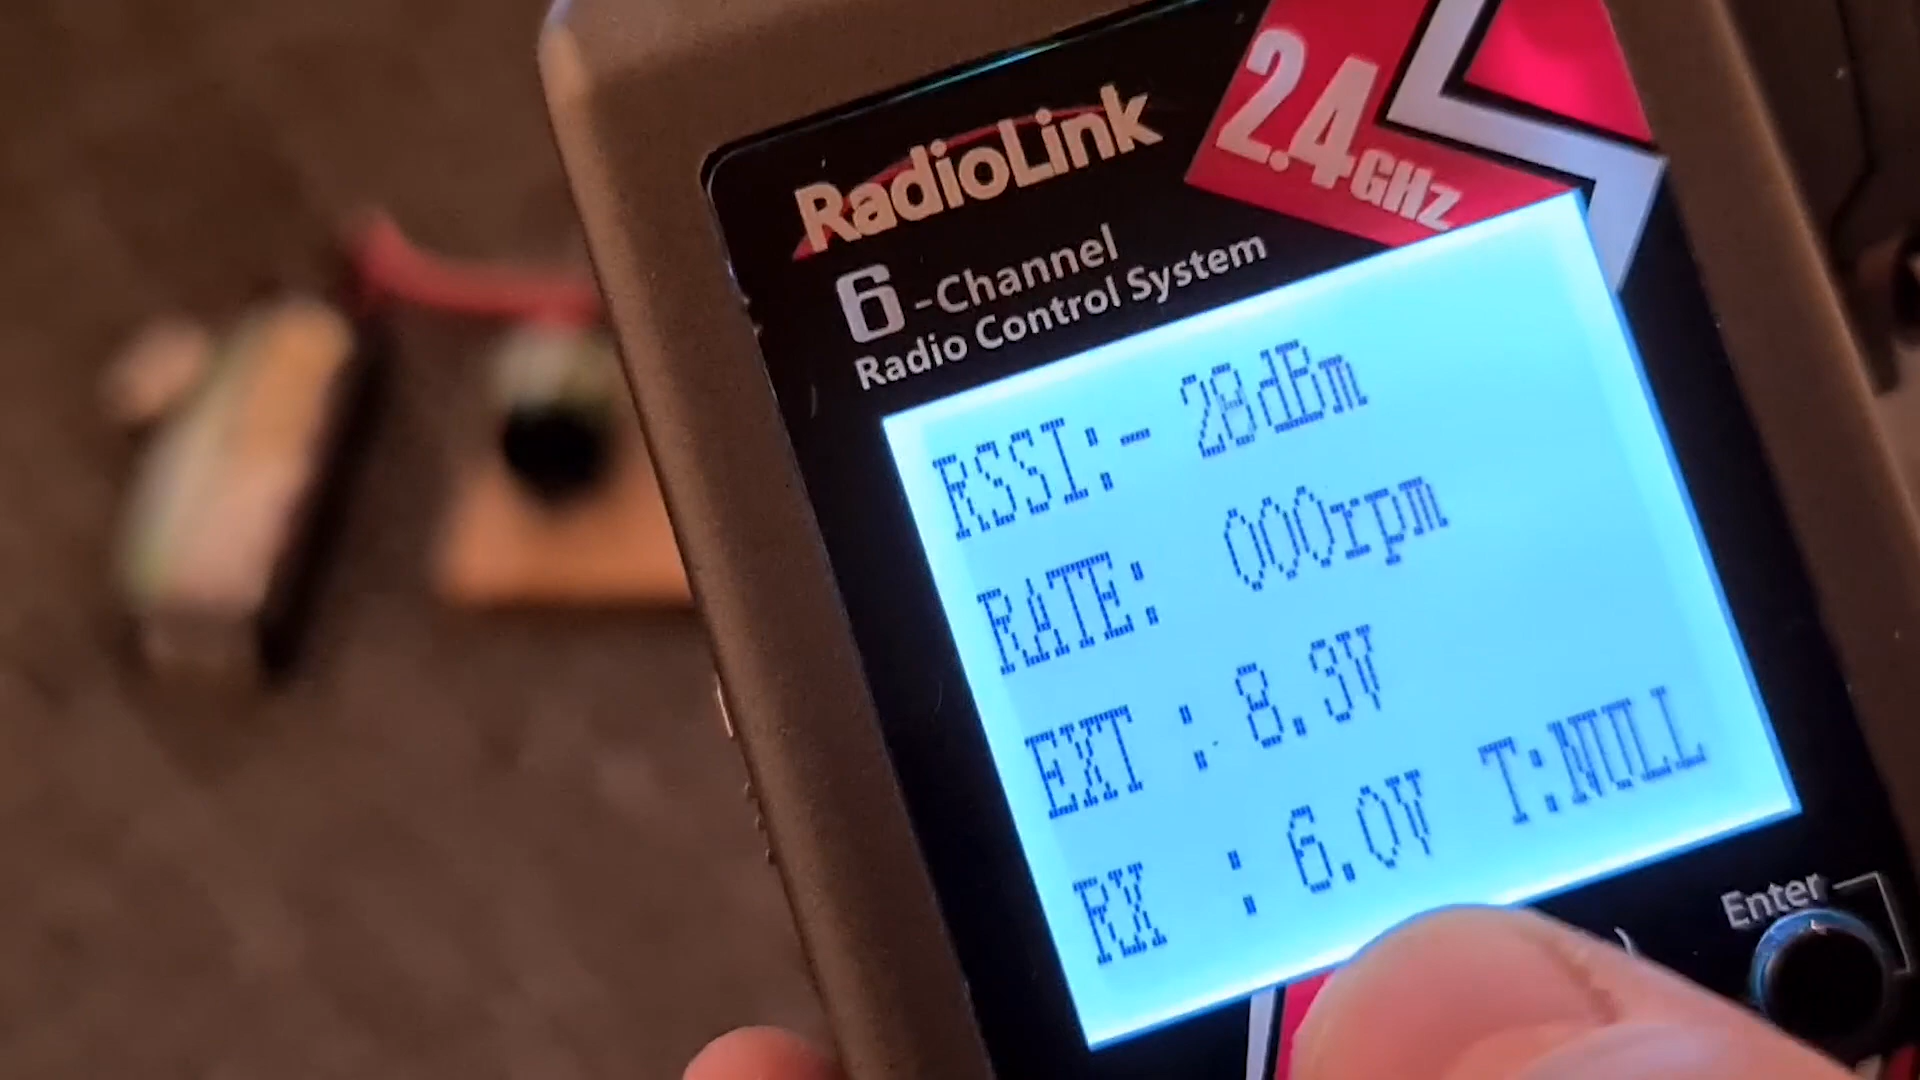 RadioLink
2.4GHz
6-Channel
Radio Control System
RSSI:- 28dBm
RATE: 000rpm
EXT : 8.3V
RX : 6.0V T:NULL
Enter